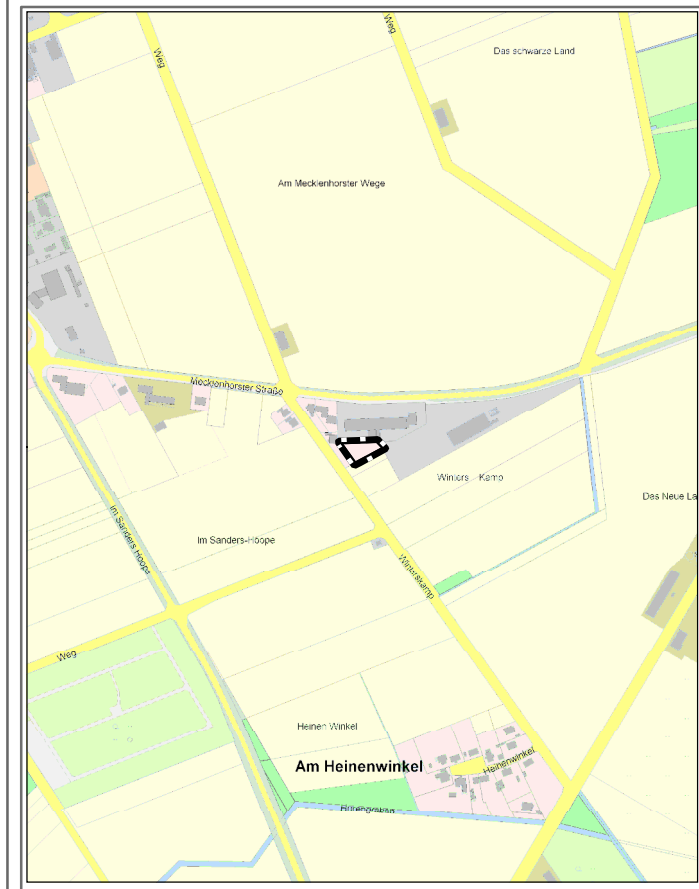 Weg
Weg
Das schwarze Land
Am Mecklenhorster Wege
Mecklenhorster Straße
Winters - Kamp
Das Neue La
Im Sanders Hoope
Im Sanders-Hoope
Winterskamp
Weg
Heinen Winkel
Am Heinenwinkel
Heinenwinkel